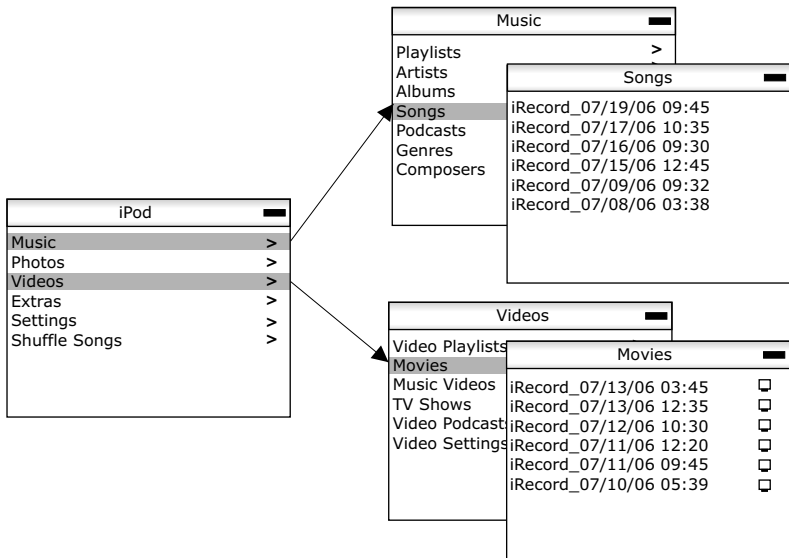 Music
Playlists >
Artists
Albums
Songs
Podcasts
Genres
Composers
Songs
iRecord_07/19/06 09:45
iRecord_07/17/06 10:35
iRecord_07/16/06 09:30
iRecord_07/15/06 12:45
iRecord_07/09/06 09:32
iRecord_07/08/06 03:38
iPod
Music >
Photos >
Videos >
Extras >
Settings >
Shuffle Songs >
Videos
Video Playlists
Movies
Music Videos
TV Shows
Video Podcast
Video Settings
Movies
iRecord_07/13/06 03:45
iRecord_07/13/06 12:35
iRecord_07/12/06 10:30
iRecord_07/11/06 12:20
iRecord_07/11/06 09:45
iRecord_07/10/06 05:39